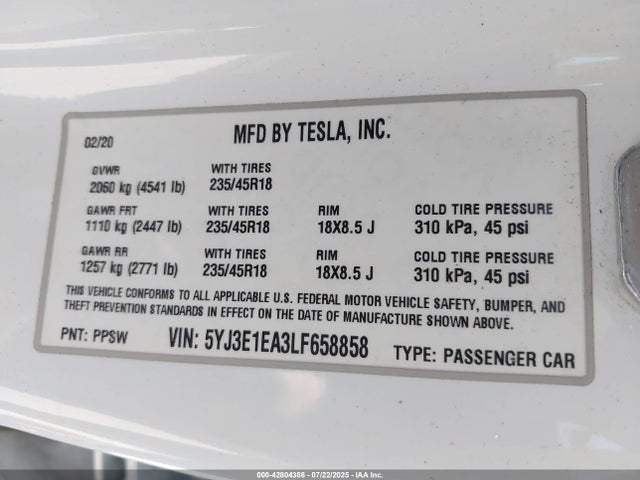 02/20 MFD BY TESLA, INC.
GVWR WITH TIRES
2060 kg (4541 lb) 235/45R18
GAWR FRT WITH TIRES RIM COLD TIRE PRESSURE
1110 kg (2447 lb) 235/45R18 18X8.5 J 310 kPa, 45 psi
GAWR RR WITH TIRES RIM COLD TIRE PRESSURE
1257 kg (2771 lb) 235/45R18 18X8.5 J 310 kPa, 45 psi
THIS VEHICLE CONFORMS TO ALL APPLICABLE U.S. FEDERAL MOTOR VEHICLE SAFETY, BUMPER, AND
THEFT PREVENTION STANDARDS IN EFFECT ON THE DATE OF MANUFACTURE SHOWN ABOVE.
PNT: PPSW VIN: 5YJ3E1EA3LF658858 TYPE: PASSENGER CAR
000-42804386 - 07/22/2025 - IAAI.COM